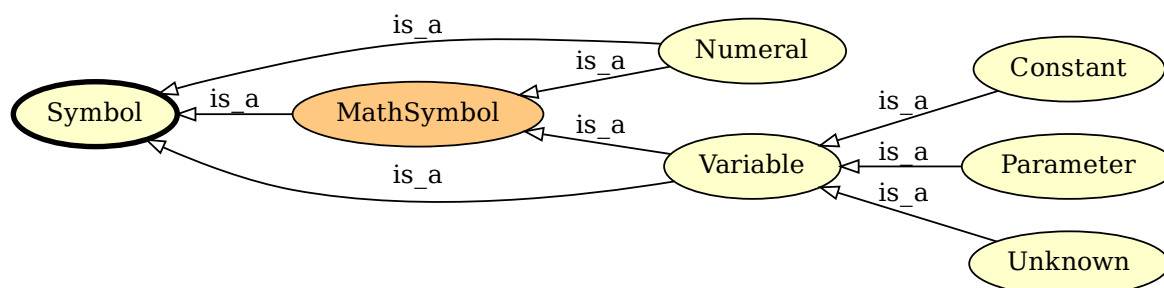 is_a
Numeral
is_a
Constant
Symbol
is_a
MathSymbol
is_a
is_a
Variable
is_a
Parameter
is_a
is_a
Unknown